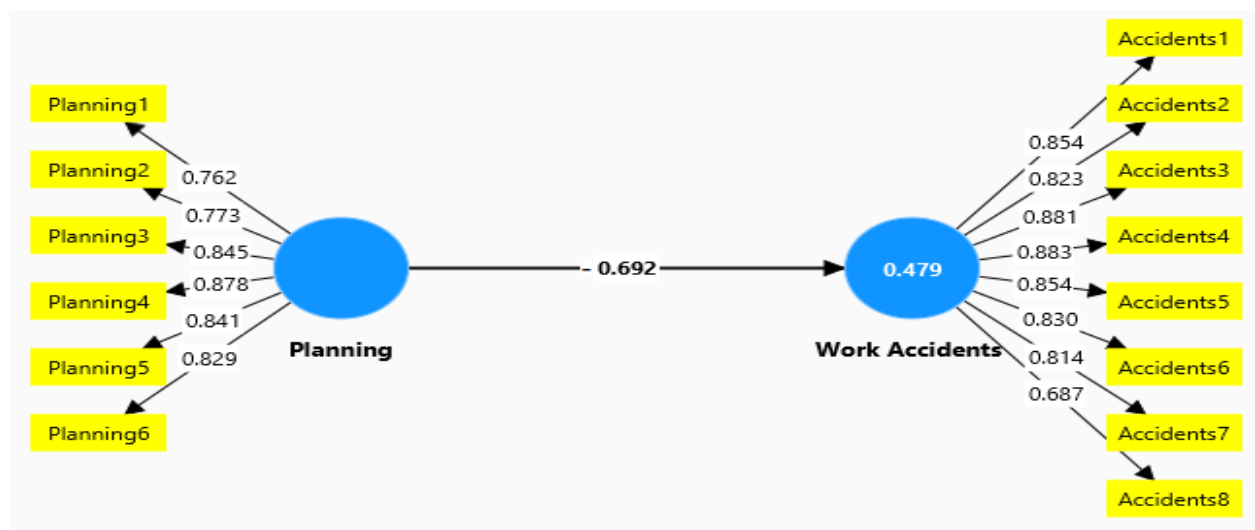 Planning1
Planning2
Planning3
Planning4
Planning5
Planning6
0.762
0.773
0.845
0.878
0.841
0.829
Planning
- 0.692
0.479
Work Accidents
0.854
0.823
0.881
0.883
0.854
0.830
0.814
0.687
Accidents1
Accidents2
Accidents3
Accidents4
Accidents5
Accidents6
Accidents7
Accidents8